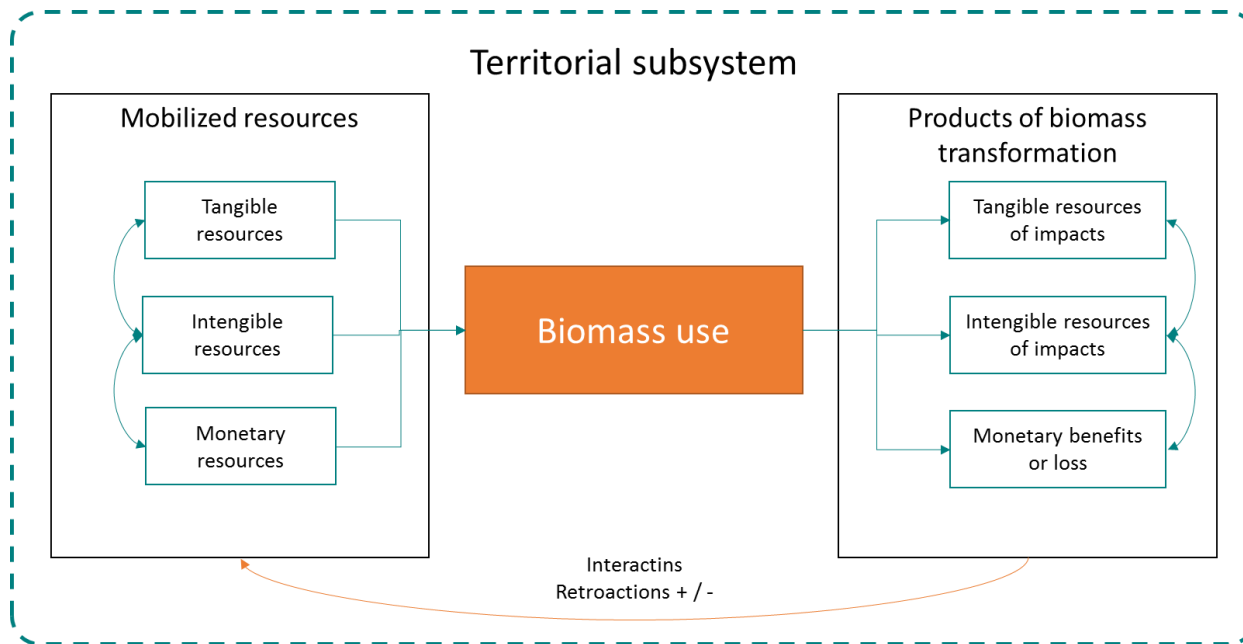 Territorial subsystem
Mobilized resources
Tangible
resources
Intengible
resources
Monetary
resources
Biomass use
Products of biomass
transformation
Tangible resources
of impacts
Intengible resources
of impacts
Monetary benefits
or loss
Interactins
Retroactions + / -